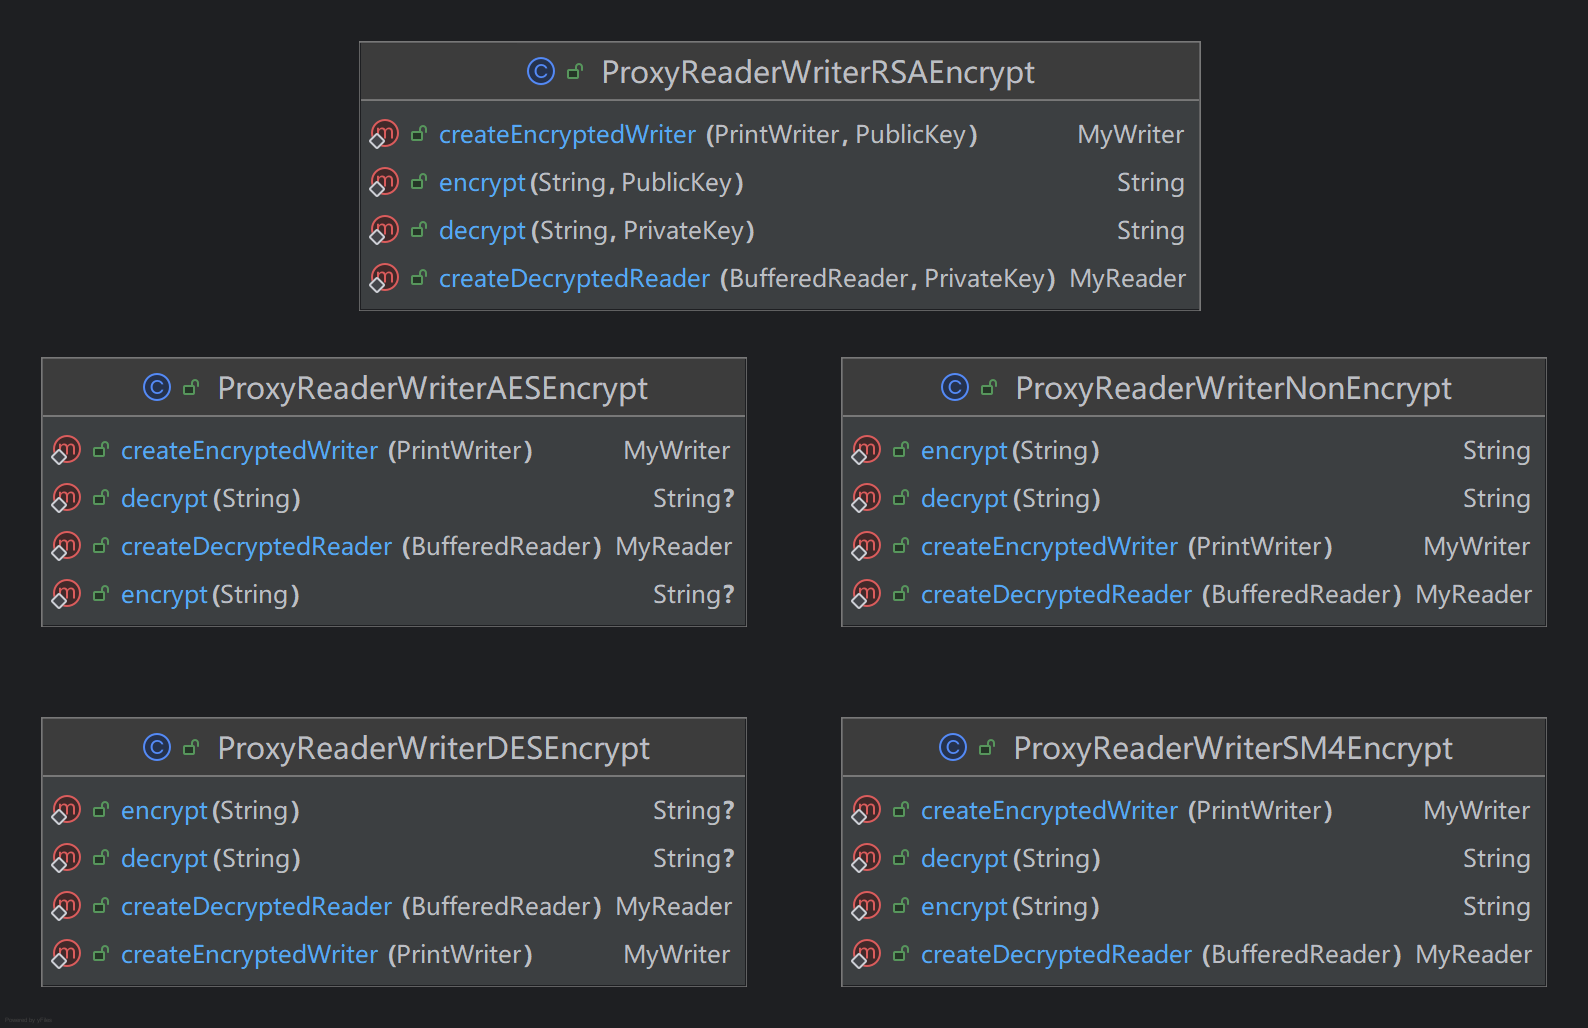 ProxyReaderWriterRSAEncrypt
createEncryptedWriter (PrintWriter, PublicKey) MyWriter
encrypt(String, PublicKey) String
decrypt(String, PrivateKey) String
createDecryptedReader (BufferedReader, PrivateKey) MyReader
ProxyReaderWriterAESEncrypt
createEncryptedWriter (PrintWriter) MyWriter
decrypt(String) String?
createDecryptedReader (BufferedReader) MyReader
encrypt(String) String?
ProxyReaderWriterNonEncrypt
encrypt(String) String
decrypt(String) String
createEncryptedWriter (PrintWriter) MyWriter
createDecryptedReader (BufferedReader) MyReader
ProxyReaderWriterDESEncrypt
encrypt(String) String?
decrypt(String) String?
createDecryptedReader (BufferedReader) MyReader
createEncryptedWriter (PrintWriter) MyWriter
ProxyReaderWriterSM4Encrypt
createEncryptedWriter (PrintWriter) MyWriter
decrypt(String) String
encrypt(String) String
createDecryptedReader (BufferedReader) MyReader
Powered by yFiles